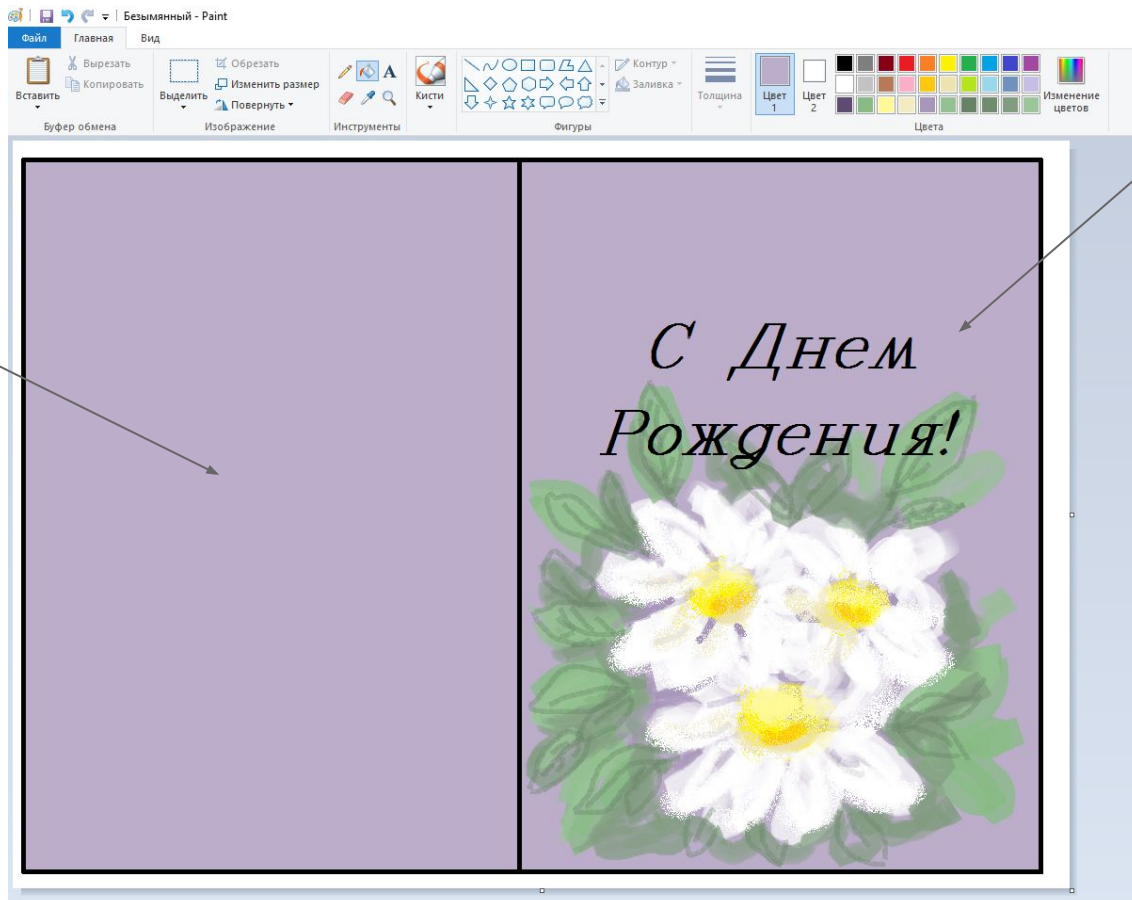 Безымянный - Paint
Файл Главная Вид
Вставить
Вырезать
Копировать
Буфер обмена
Выделить
Обрезать
Изменить размер
Повернуть
Изображение
A
Инструменты
Кисти
Контур
Заливка
Фигуры
Толщина
Цвет 1
Цвет 2
Цвета
Изменение цветов
С Днем
Рождения!